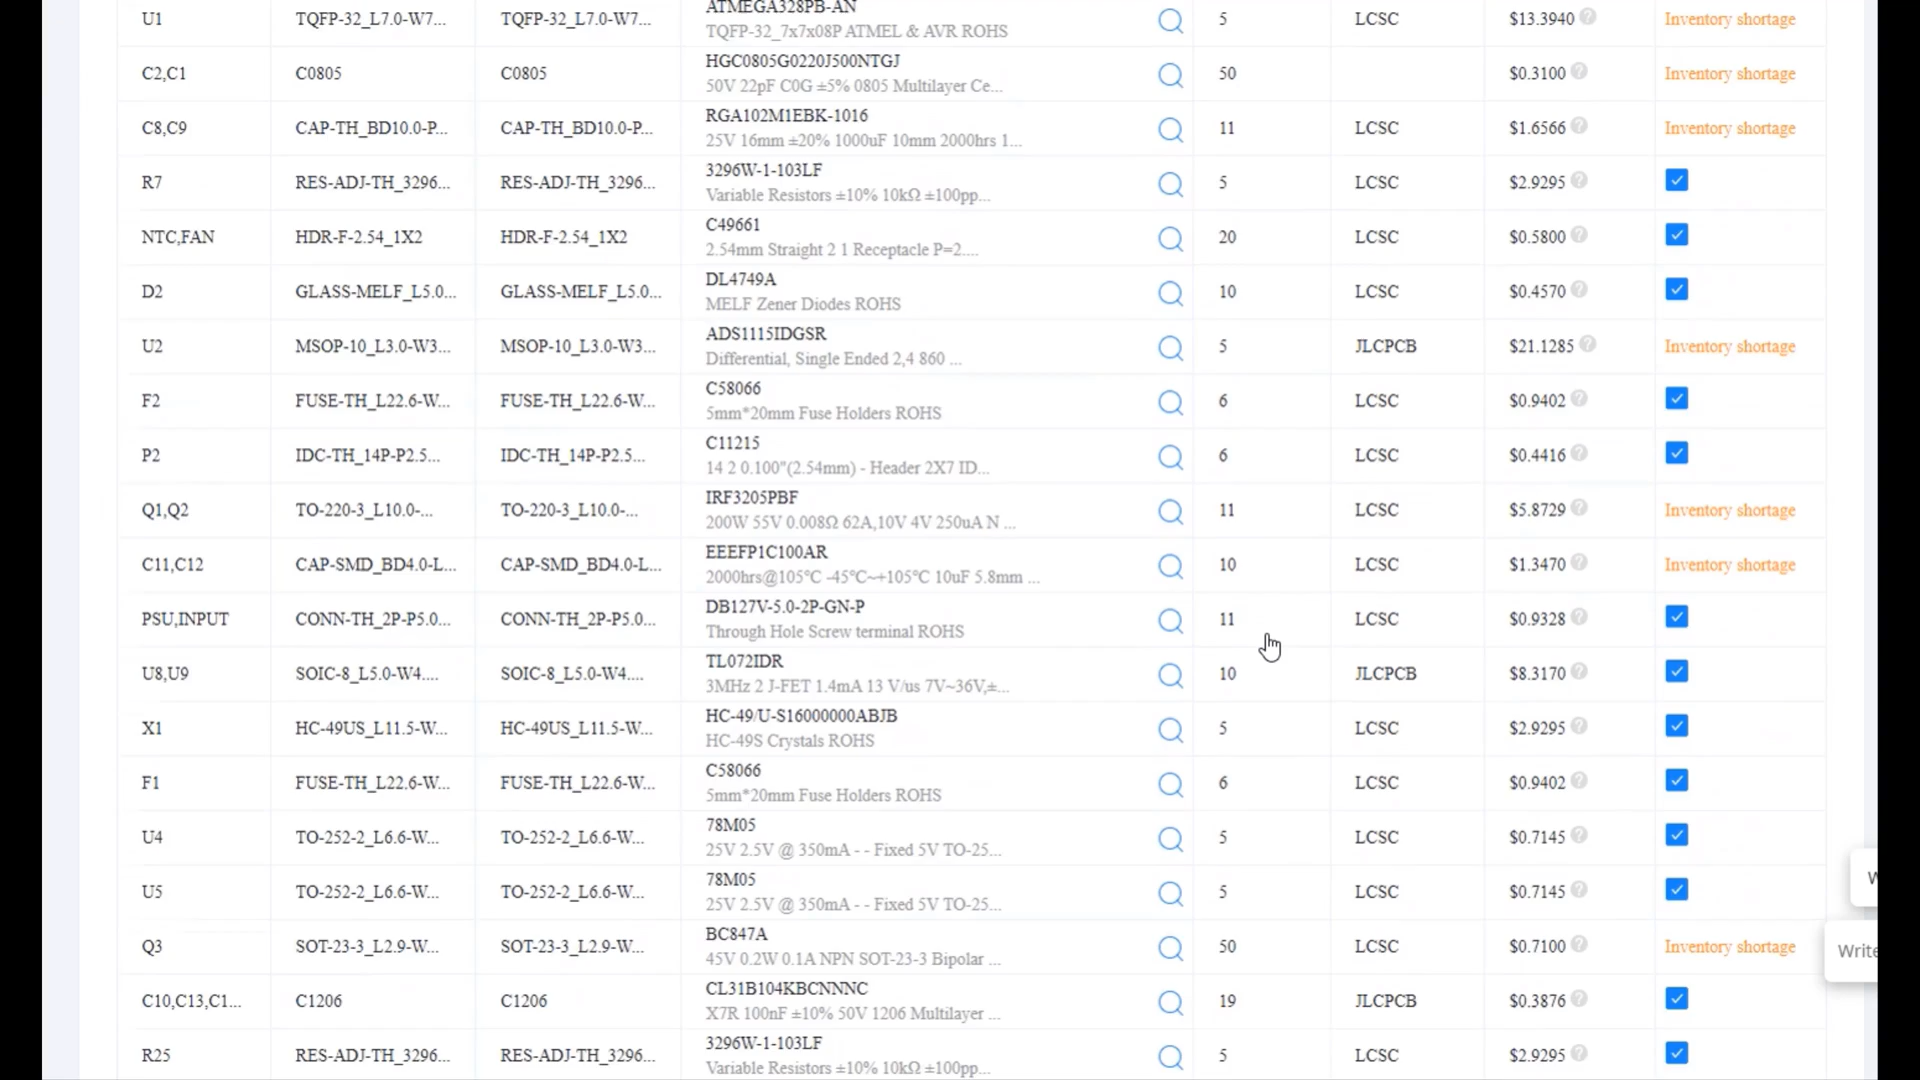 U1 TQFP-32_L7.0-W7... TQFP-32_L7.0-W7... ATMEGA328PB-AN 5 LCSC $13.3940 Inventory shortage
TQFP-32_7x7x08P ATMEL & AVR ROHS
C2,C1 C0805 C0805 HGC0805G0220J500NTGJ 50 $0.3100 Inventory shortage
50V 22pF C0G ±5% 0805 Multilayer Ce...
C8,C9 CAP-TH_BD10.0-P... CAP-TH_BD10.0-P... RGA102M1EBK-1016 11 LCSC $1.6566 Inventory shortage
25V 16mm ±20% 1000uF 10mm 2000hrs 1...
R7 RES-ADJ-TH_3296... RES-ADJ-TH_3296... 3296W-1-103LF 5 LCSC $2.9295
Variable Resistors ±10% 10kΩ ±100pp...
NTC,FAN HDR-F-2.54_1X2 HDR-F-2.54_1X2 C49661 20 LCSC $0.5800
2.54mm Straight 2 1 Receptacle P=2....
D2 GLASS-MELF_L5.0... GLASS-MELF_L5.0... DL4749A 10 LCSC $0.4570
MELF Zener Diodes ROHS
U2 MSOP-10_L3.0-W3... MSOP-10_L3.0-W3... ADS1115IDGSR 5 JLCPCB $21.1285 Inventory shortage
Differential, Single Ended 2,4 860 ...
F2 FUSE-TH_L22.6-W... FUSE-TH_L22.6-W... C58066 6 LCSC $0.9402
5mm*20mm Fuse Holders ROHS
P2 IDC-TH_14P-P2.5... IDC-TH_14P-P2.5... C11215 6 LCSC $0.4416
14 2 0.100"(2.54mm) - Header 2X7 ID...
Q1,Q2 TO-220-3_L10.0-... TO-220-3_L10.0-... IRF3205PBF 11 LCSC $5.8729 Inventory shortage
200W 55V 0.008Ω 62A,10V 4V 250uA N ...
C11,C12 CAP-SMD_BD4.0-L... CAP-SMD_BD4.0-L... EEEFP1C100AR 10 LCSC $1.3470 Inventory shortage
2000hrs@105℃ -45℃~+105℃ 10uF 5.8mm ...
PSU,INPUT CONN-TH_2P-P5.0... CONN-TH_2P-P5.0... DB127V-5.0-2P-GN-P 11 LCSC $0.9328
Through Hole Screw terminal ROHS
U8,U9 SOIC-8_L5.0-W4.... SOIC-8_L5.0-W4.... TL072IDR 10 JLCPCB $8.3170
3MHz 2 J-FET 1.4mA 13 V/us 7V~36V,±...
X1 HC-49US_L11.5-W... HC-49US_L11.5-W... HC-49/U-S16000000ABJB 5 LCSC $2.9295
HC-49S Crystals ROHS
F1 FUSE-TH_L22.6-W... FUSE-TH_L22.6-W... C58066 6 LCSC $0.9402
5mm*20mm Fuse Holders ROHS
U4 TO-252-2_L6.6-W... TO-252-2_L6.6-W... 78M05 5 LCSC $0.7145
25V 2.5V @ 350mA - - Fixed 5V TO-25...
U5 TO-252-2_L6.6-W... TO-252-2_L6.6-W... 78M05 5 LCSC $0.7145
25V 2.5V @ 350mA - - Fixed 5V TO-25...
Q3 SOT-23-3_L2.9-W... SOT-23-3_L2.9-W... BC847A 50 LCSC $0.7100 Inventory shortage
45V 0.2W 0.1A NPN SOT-23-3 Bipolar ...
Write
C10,C13,C1... C1206 C1206 CL31B104KBCNNNC 19 JLCPCB $0.3876
X7R 100nF ±10% 50V 1206 Multilayer ...
R25 RES-ADJ-TH_3296... RES-ADJ-TH_3296... 3296W-1-103LF 5 LCSC $2.9295
Variable Resistors ±10% 10kΩ ±100pp...